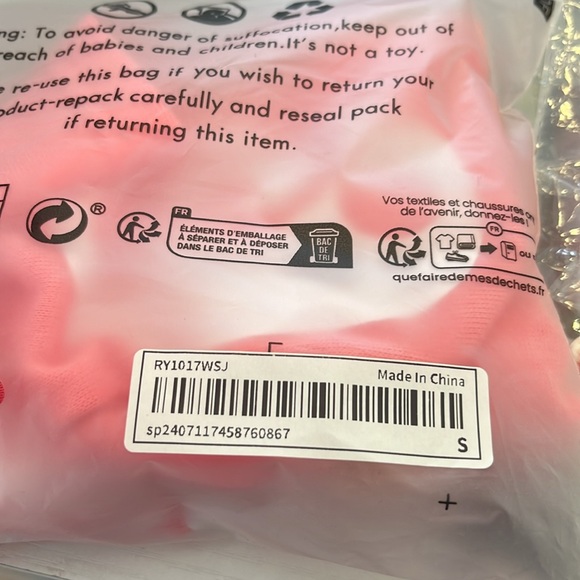 To avoid danger of suffocation,keep out of
reach of babies and children.It's not a toy.
re-use this bag if you wish to return your
carefully and reseal pack
if returning this item.
®
FR
ÉLÉMENTS D'EMBALLAGE
À SÉPARER ET À DÉPOSER
DANS LE BAC DE TRI
BAC
DE
TRI
Vos textiles et chaussures ont
de l'avenir, donnez-les !
FR
OU
quefairedemesdechets.fr
RY1017WSJ
Made In China
sp2407117458760867
S